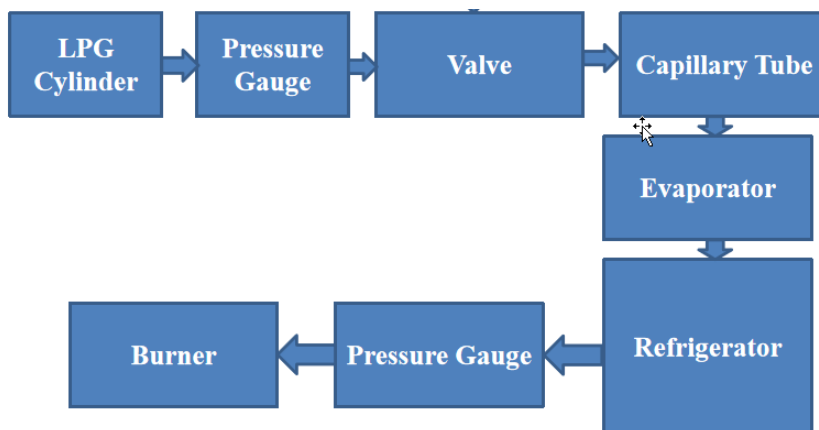 LPG
Cylinder
Pressure
Gauge
Valve
Capillary Tube
Evaporator
Refrigerator
Pressure Gauge
Burner